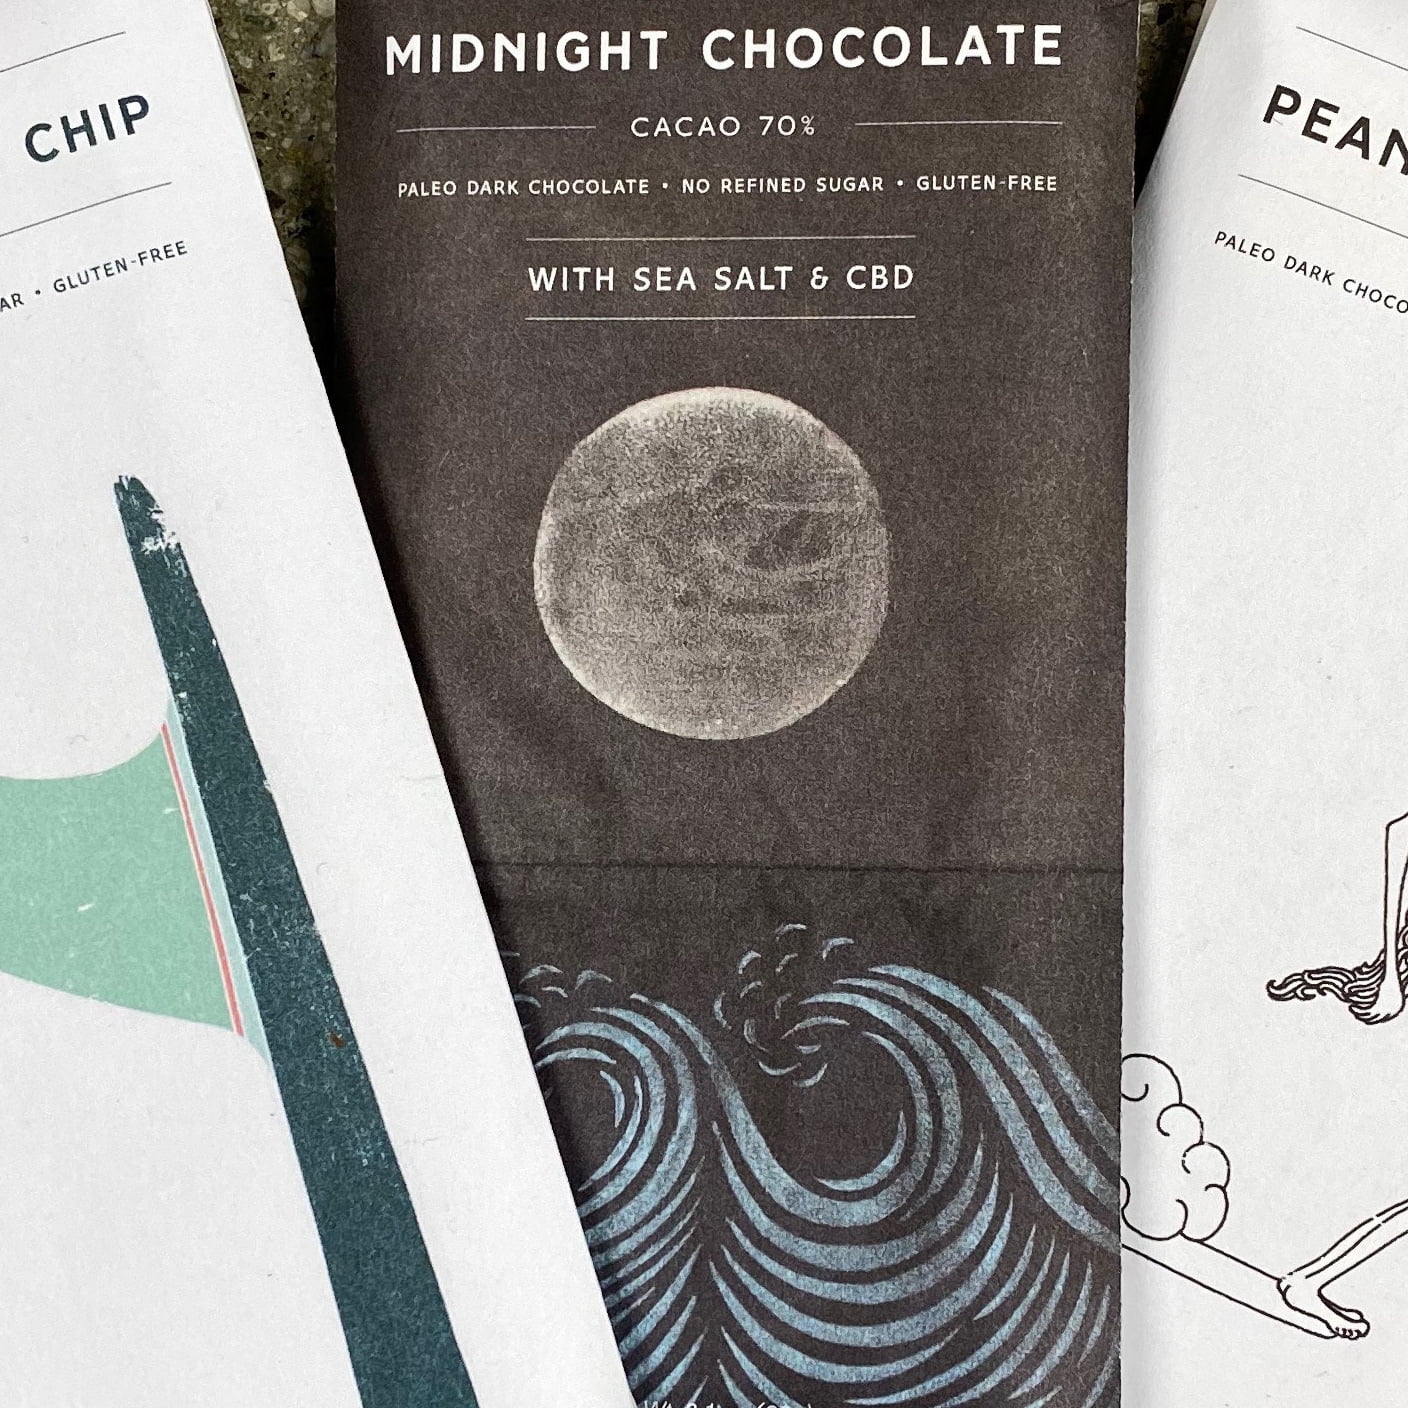 CHIP
AR • GLUTEN-FREE
MIDNIGHT CHOCOLATE
CACAO 70%
PALEO DARK CHOCOLATE • NO REFINED SUGAR • GLUTEN-FREE
WITH SEA SALT & CBD
PEAN
PALEO DARK CHOCO